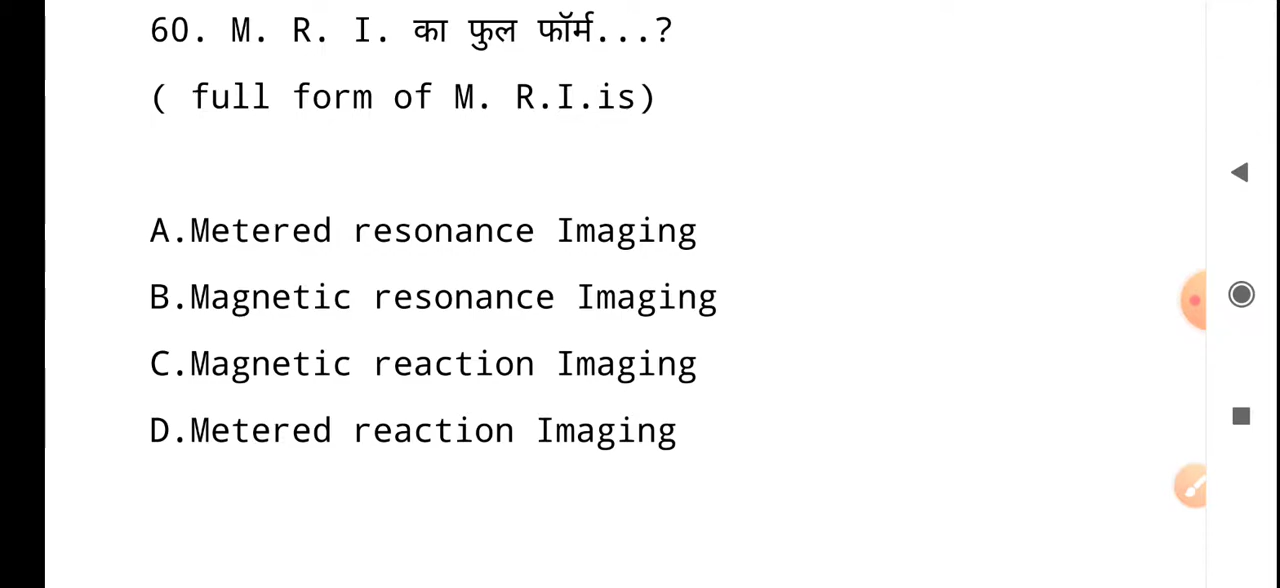 60. M. R. I. का फुल फॉर्म...?
( full form of M. R.I.is)
A.Metered resonance Imaging
B.Magnetic resonance Imaging
C.Magnetic reaction Imaging
D.Metered reaction Imaging